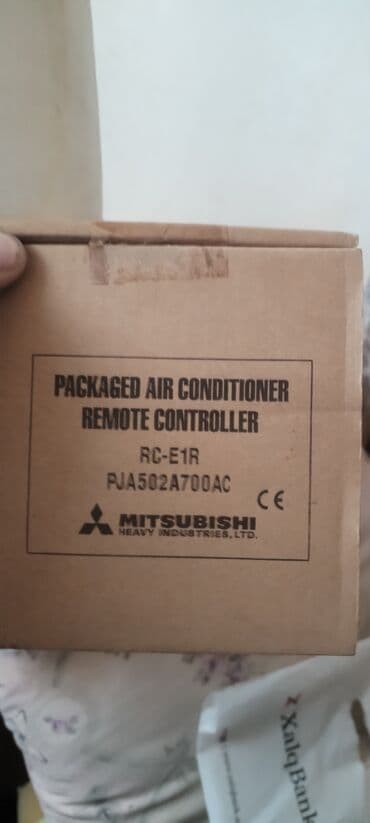 PACKAGED AIR CONDITIONER
REMOTE CONTROLLER
RC-E1R
PJA502A700AC
CE
MITSUBISHI
HEAVY INDUSTRIES, LTD.
XalqBank